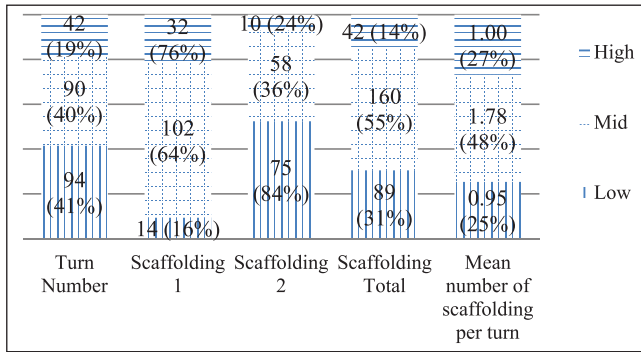 42
(19%)
90
(40%)
94
(41%)
32
(76%)
102
(64%)
14 (16%)
10 (24%)
58
(36%)
75
(84%)
42 (14%)
160
(55%)
89
(31%)
1.00
(27%)
1.78
(48%)
0.95
(25%)
High
Mid
Low
Turn
Number
Scaffolding
1
Scaffolding
2
Scaffolding
Total
Mean
number of
scaffolding
per turn